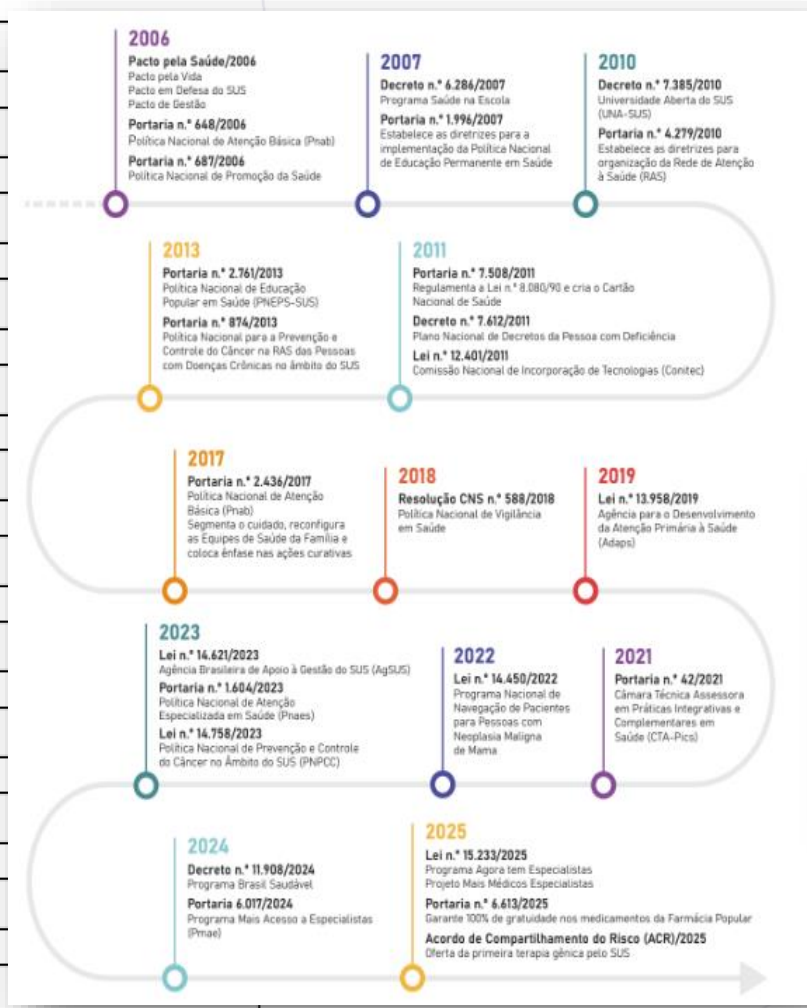 2006
Pacto pela Saúde/2006
Pacto pela Vida
Pacto em Defesa do SUS
Pacto de Gestão
Portaria n.º 648/2006
Política Nacional de Atenção Básica (Pnab)
Portaria n.º 687/2006
Política Nacional de Promoção da Saúde
2007
Decreto n.º 6.286/2007
Programa Saúde na Escola
Portaria n.º 1.996/2007
Estabelece as diretrizes para a
implementação da Política Nacional
de Educação Permanente em Saúde
2010
Decreto n.º 7.385/2010
Universidade Aberta do SUS
(UNA-SUS)
Portaria n.º 4.279/2010
Estabelece as diretrizes para
organização da Rede de Atenção
à Saúde (RAS)
2013
Portaria n.º 2.761/2013
Política Nacional de Educação
Popular em Saúde (PNEPS-SUS)
Portaria n.º 874/2013
Política Nacional para a Prevenção e
Controle do Câncer na RAS das Pessoas
com Doenças Crônicas no âmbito do SUS
2011
Portaria n.º 7.508/2011
Regulamenta a Lei n.º 8.080/90 e cria o Cartão
Nacional de Saúde
Decreto n.º 7.612/2011
Plano Nacional de Decretos da Pessoa com Deficiência
Lei n.º 12.401/2011
Comissão Nacional de Incorporação de Tecnologias (Conitec)
2017
Portaria n.º 2.436/2017
Política Nacional de Atenção
Básica (Pnab)
Segmenta o cuidado, reconfigura
as Equipes de Saúde da Família e
coloca ênfase nas ações curativas
2018
Resolução CNS n.º 588/2018
Política Nacional de Vigilância
em Saúde
2019
Lei n.º 13.958/2019
Agência para o Desenvolvimento
da Atenção Primária à Saúde
(Adaps)
2023
Lei n.º 14.621/2023
Agência Brasileira de Apoio à Gestão do SUS (AgSUS)
Portaria n.º 1.604/2023
Política Nacional de Atenção
Especializada em Saúde (Pnaes)
Lei n.º 14.758/2023
Política Nacional de Prevenção e Controle
do Câncer no Âmbito do SUS (PNPCC)
2022
Lei n.º 14.450/2022
Programa Nacional de
Navegação de Pacientes
para Pessoas com
Neoplasia Maligna
de Mama
2021
Portaria n.º 42/2021
Câmara Técnica Assessora
em Práticas Integrativas e
Complementares em
Saúde (CTA-Pics)
2024
Decreto n.º 11.908/2024
Programa Brasil Saudável
Portaria 6.017/2024
Programa Mais Acesso a Especialistas
(Pmae)
2025
Lei n.º 15.233/2025
Programa Agora tem Especialistas
Projeto Mais Médicos Especialistas
Portaria n.º 6.613/2025
Garante 100% de gratuidade nos medicamentos da Farmácia Popular
Acordo de Compartilhamento do Risco (ACR)/2025
Oferta da primeira terapia gênica pelo SUS